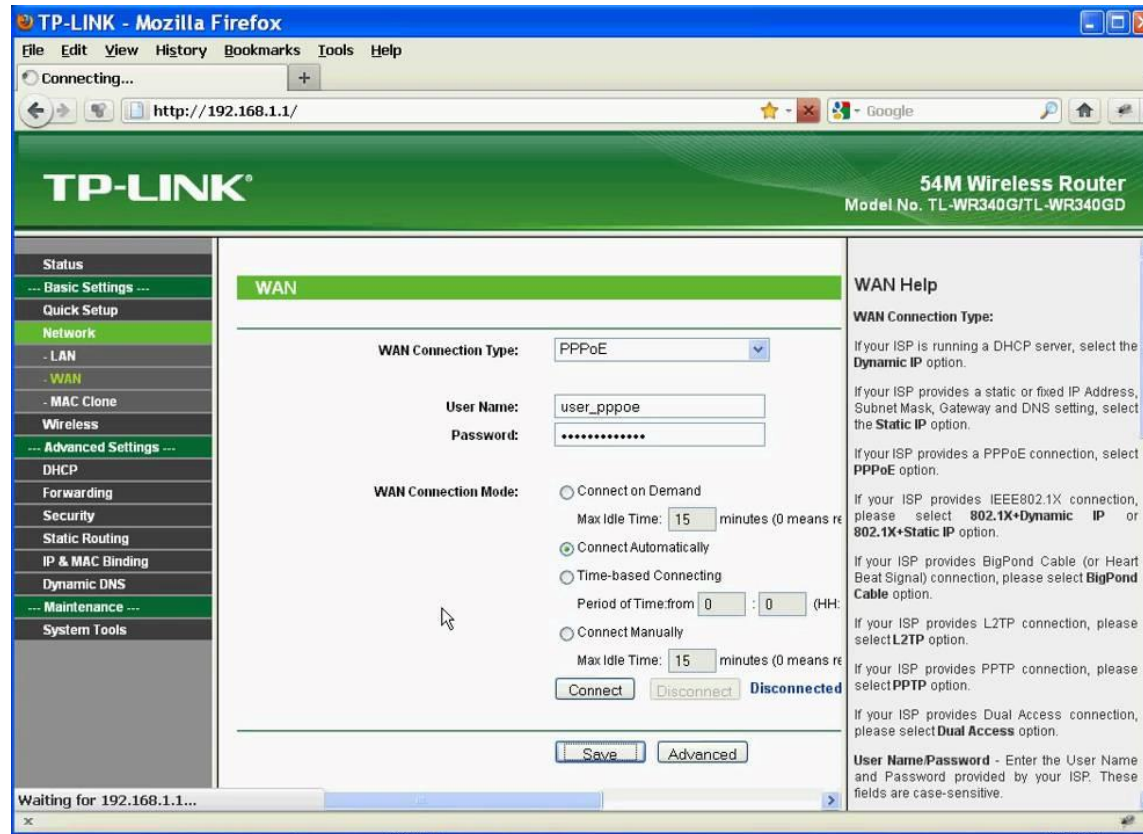 TP-LINK - Mozilla Firefox
File Edit View History Bookmarks Tools Help
Connecting... +
http://192.168.1.1/
Google
TP-LINK®
54M Wireless Router
Model No. TL-WR340G/TL-WR340GD
Status
--- Basic Settings ---
Quick Setup
Network
- LAN
- WAN
- MAC Clone
Wireless
--- Advanced Settings ---
DHCP
Forwarding
Security
Static Routing
IP & MAC Binding
Dynamic DNS
--- Maintenance ---
System Tools
WAN
WAN Connection Type: PPPoE
User Name: user_pppoe
Password: •••••••••••••
WAN Connection Mode: Connect on Demand
Max Idle Time: 15 minutes (0 means re
Connect Automatically
Time-based Connecting
Period of Time:from 0 : 0 (HH:
Connect Manually
Max Idle Time: 15 minutes (0 means re
Connect Disconnect Disconnected
Save Advanced
WAN Help
WAN Connection Type:
If your ISP is running a DHCP server, select the
Dynamic IP option.
If your ISP provides a static or fixed IP Address,
Subnet Mask, Gateway and DNS setting, select
the Static IP option.
If your ISP provides a PPPoE connection, select
PPPoE option.
If your ISP provides IEEE802.1X connection,
please select 802.1X+Dynamic IP or
802.1X+Static IP option.
If your ISP provides BigPond Cable (or Heart
Beat Signal) connection, please select BigPond
Cable option.
If your ISP provides L2TP connection, please
select L2TP option.
If your ISP provides PPTP connection, please
select PPTP option.
If your ISP provides Dual Access connection,
please select Dual Access option.
User Name/Password - Enter the User Name
and Password provided by your ISP. These
fields are case-sensitive.
Waiting for 192.168.1.1...
x